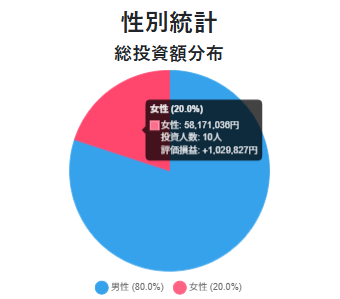 性別統計
総投資額分布
女性 (20.0%)
女性: 58,171,036円
投資人数: 10人
評価損益: +1,029,827円
男性 (80.0%)
女性 (20.0%)